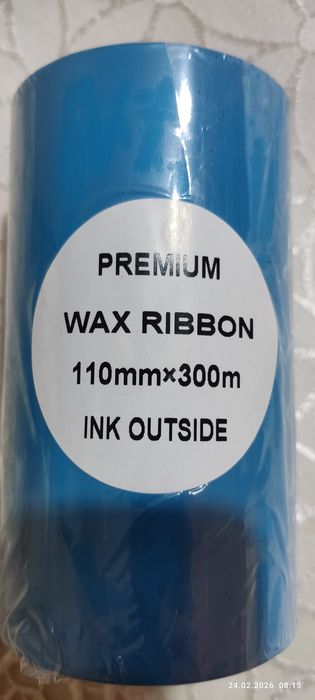 PREMIUM
WAX RIBBON
110mm×300m
INK OUTSIDE
24.02.2026 08:15